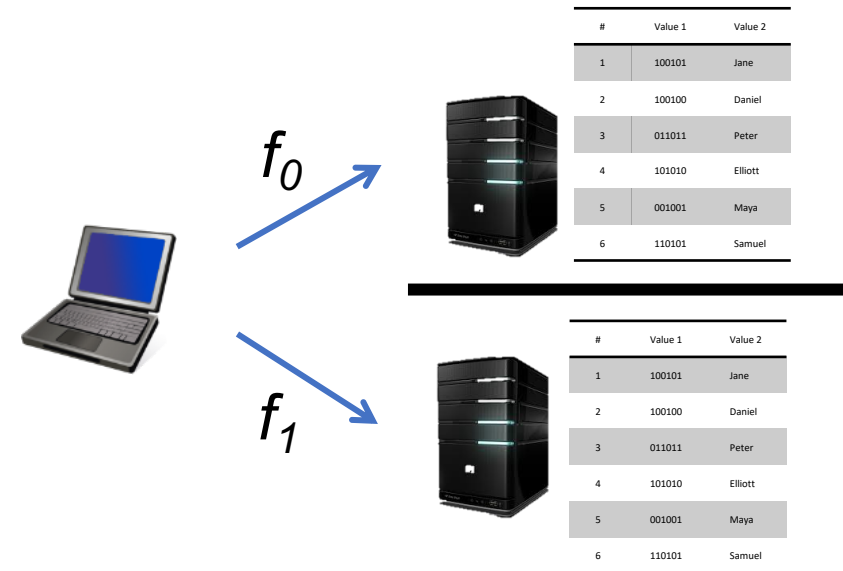 # Value 1 Value 2
1 100101 Jane
2 100100 Daniel
3 011011 Peter
4 101010 Elliott
5 001001 Maya
6 110101 Samuel
f0
f1
# Value 1 Value 2
1 100101 Jane
2 100100 Daniel
3 011011 Peter
4 101010 Elliott
5 001001 Maya
6 110101 Samuel